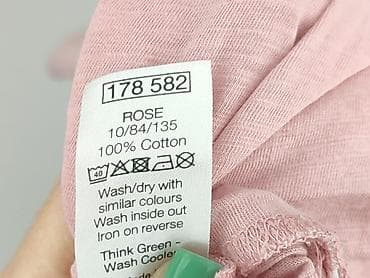 178 582
ROSE
10/84/135
100% Cotton
40
Wash/dry with
similar colours
Wash inside out
Iron on reverse
Think Green -
Wash Cooler